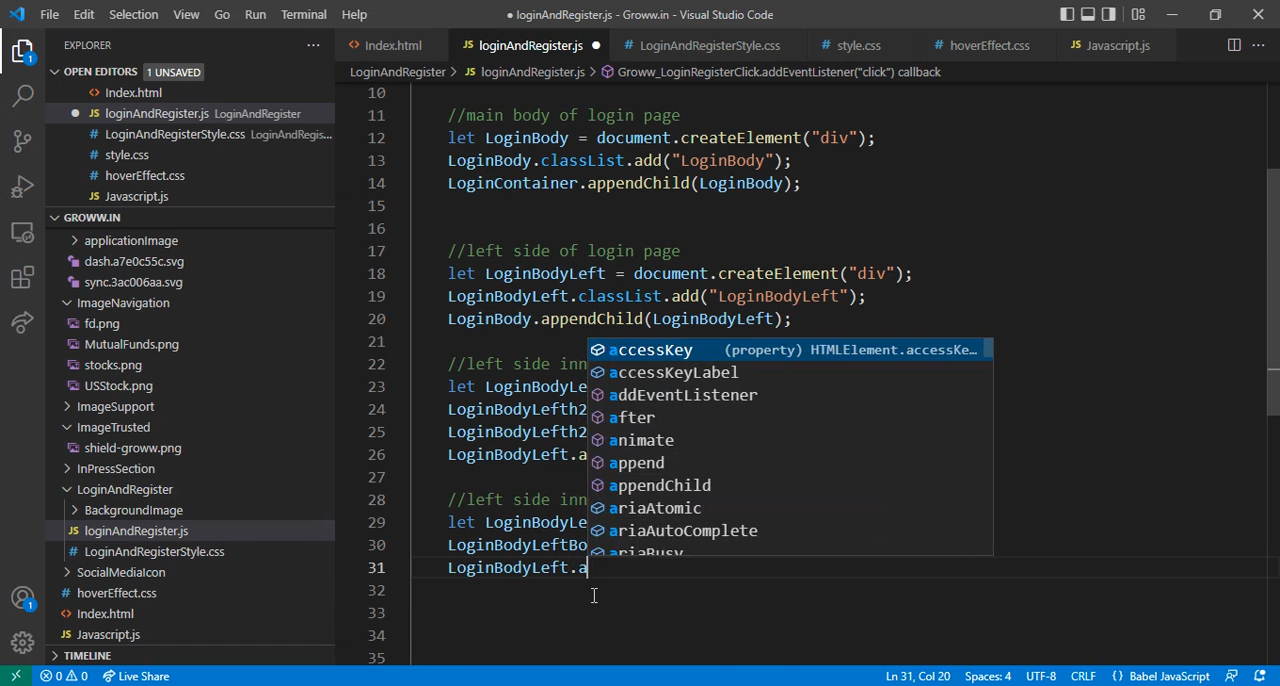 File Edit Selection View Go Run Terminal Help ● loginAndRegister.js - Groww.in - Visual Studio Code
EXPLORER ...
OPEN EDITORS 1 UNSAVED
Index.html
loginAndRegister.js LoginAndRegister
LoginAndRegisterStyle.css LoginAndRegis...
style.css
hoverEffect.css
Javascript.js
GROWW.IN
applicationImage
dash.a7e0c55c.svg
sync.3ac006aa.svg
ImageNavigation
fd.png
MutualFunds.png
stocks.png
USStock.png
ImageSupport
ImageTrusted
shield-groww.png
InPressSection
LoginAndRegister
BackgroundImage
loginAndRegister.js
LoginAndRegisterStyle.css
SocialMediaIcon
hoverEffect.css
Index.html
Javascript.js
TIMELINE
Index.html JS loginAndRegister.js ● # LoginAndRegisterStyle.css # style.css # hoverEffect.css JS Javascript.js
LoginAndRegister > JS loginAndRegister.js > Groww_LoginRegisterClick.addEventListener("click") callback
10
11 //main body of login page
12 let LoginBody = document.createElement("div");
13 LoginBody.classList.add("LoginBody");
14 LoginContainer.appendChild(LoginBody);
15
16
17 //left side of login page
18 let LoginBodyLeft = document.createElement("div");
19 LoginBodyLeft.classList.add("LoginBodyLeft");
20 LoginBody.appendChild(LoginBodyLeft);
21
22 //left side inn
23 let LoginBodyLe
24 LoginBodyLefth2
25 LoginBodyLefth2
26 LoginBodyLeft.a
27
28 //left side inn
29 let LoginBodyLe
30 LoginBodyLeftBo
31 LoginBodyLeft.a
32
33
34
35
accessKey (property) HTMLElement.accessKe...
accessKeyLabel
addEventListener
after
animate
append
appendChild
ariaAtomic
ariaAutoComplete
ariaBusy
1
1
0 0 Live Share Ln 31, Col 20 Spaces: 4 UTF-8 CRLF {} Babel JavaScript